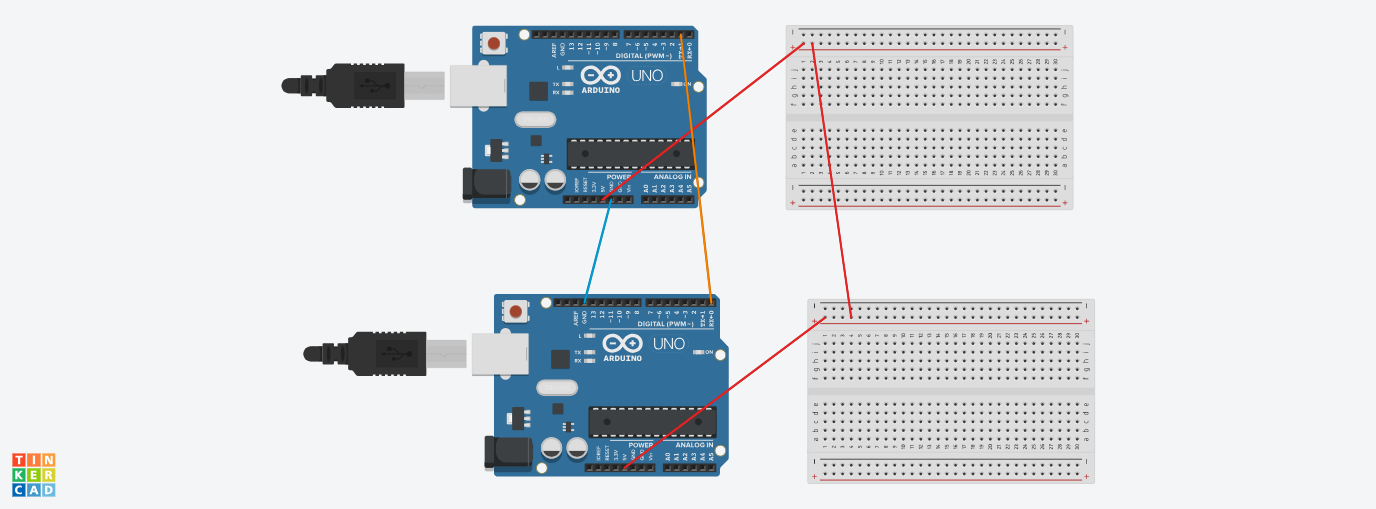 AREF
GND
13
12
~11
~10
~9
8
7
~6
~5
4
~3
2
TX→1
RX←0
DIGITAL (PWM~)
L
TX
RX
UNO
ARDUINO
ON
IOREF
RESET
3.3V
5V
GND
POWER
ANALOG IN
A0
A1
A2
A3
A4
A5
AREF
GND
13
12
~11
~10
~9
8
7
~6
~5
4
~3
2
TX→1
RX←0
DIGITAL (PWM~)
L
TX
RX
UNO
ARDUINO
ON
IOREF
RESET
3.3V
5V
GND
POWER
ANALOG IN
A0
A1
A2
A3
A4
A5
TIN
KER
CAD